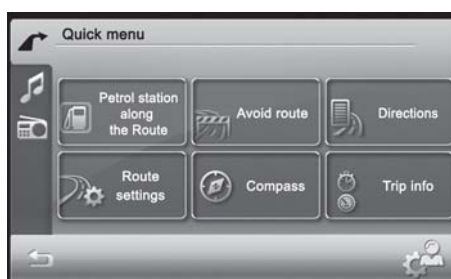 Quick menu
Petrol station
along
the Route
Avoid route
Directions
Route
settings
Compass
Trip info